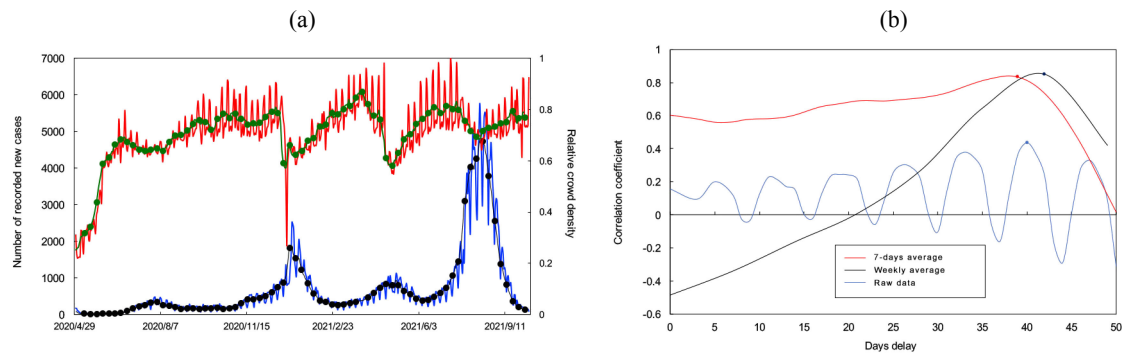 (a)
Number of recorded new cases
7000
6000
5000
4000
3000
2000
1000
0
1
0.8
0.6
0.4
0.2
0
Relative crowd density
2020/4/29 2020/8/7 2020/11/15 2021/2/23 2021/6/3 2021/9/11
(b)
Correlation coefficient
1
0.8
0.6
0.4
0.2
0
-0.2
-0.4
-0.6
7-days average
Weekly average
Raw data
0 5 10 15 20 23 30 35 40 45 50
Days delay